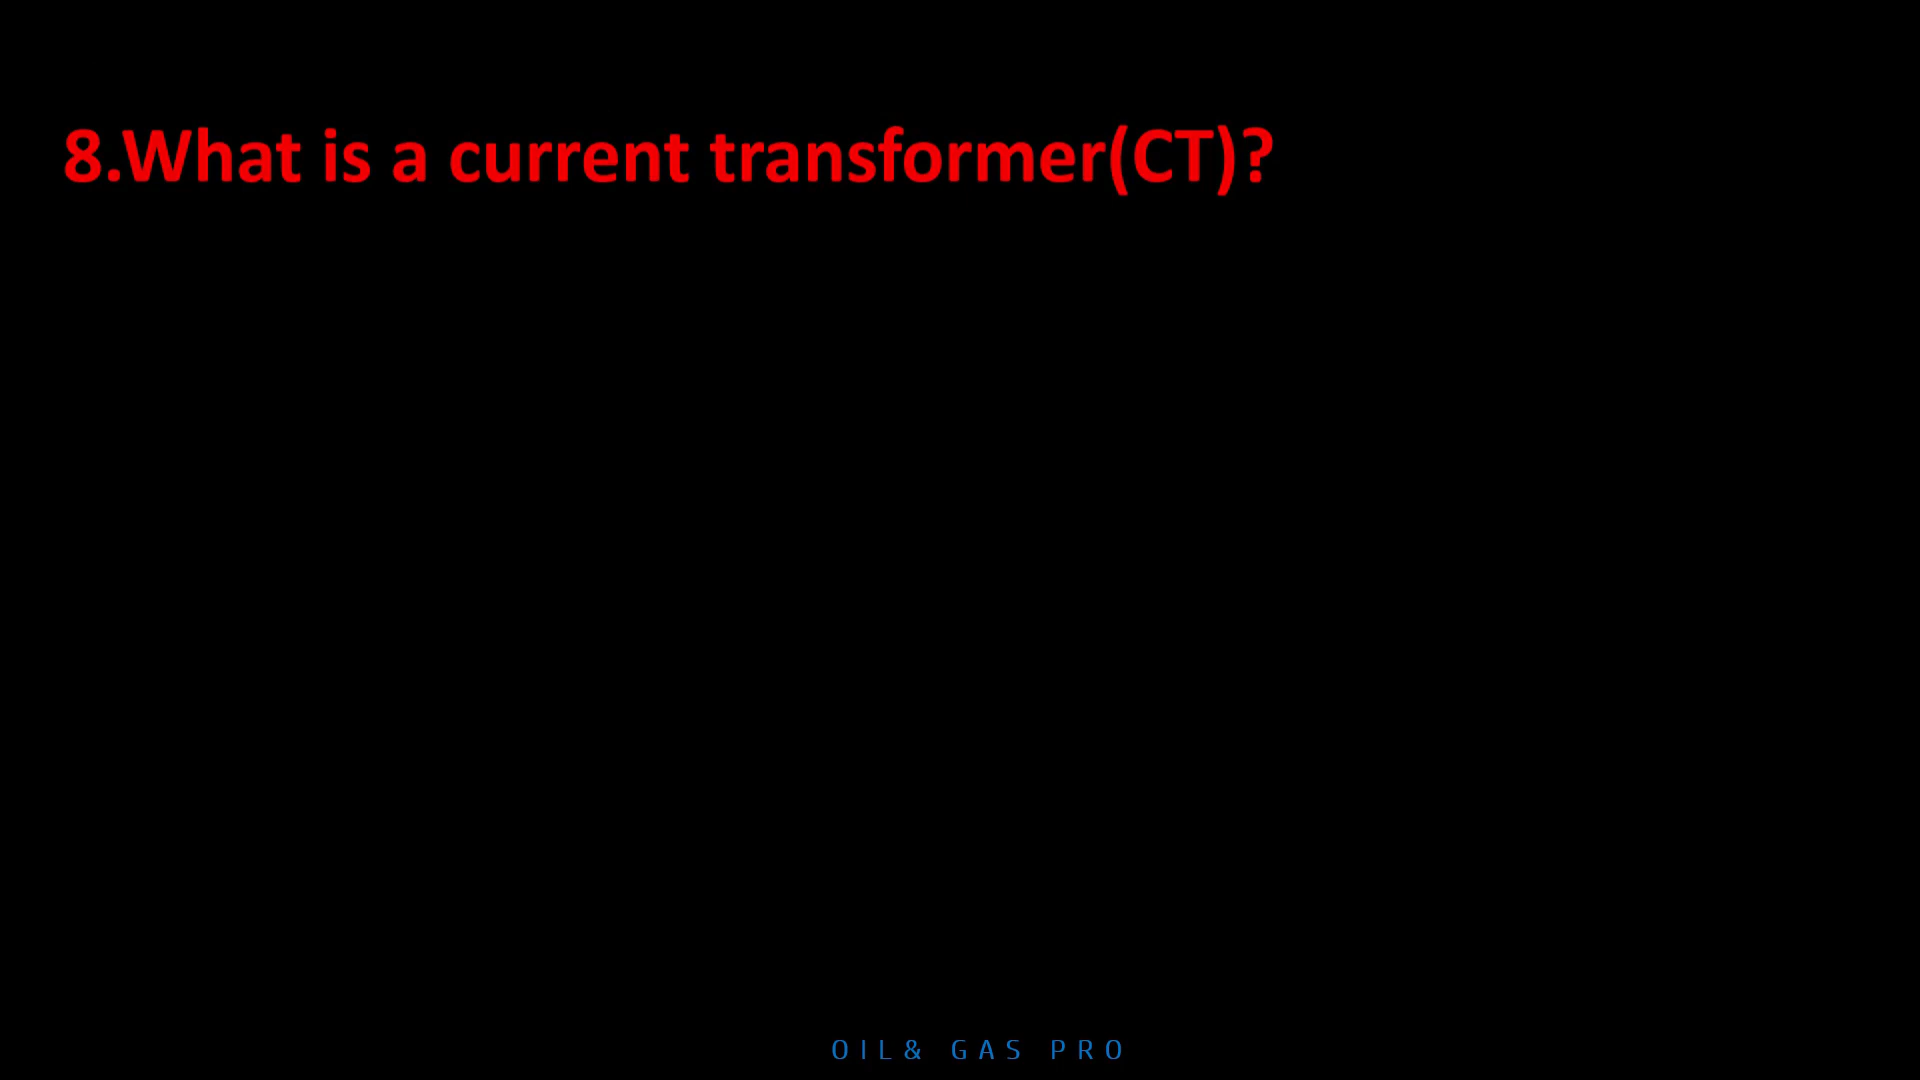 8.What is a current transformer(CT)?
OIL& GAS PRO